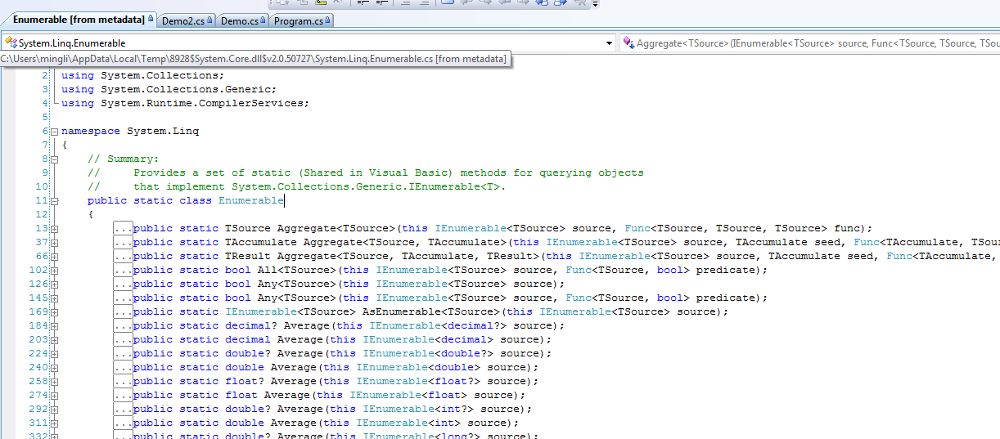 Enumerable [from metadata] Demo2.cs Demo.cs Program.cs
System.Linq.Enumerable Aggregate<TSource>(IEnumerable<TSource> source, Func<TSource, TSource, TSou
C:\Users\mingli\AppData\Local\Temp\8928$System.Core.dll$v2.0.50727\System.Linq.Enumerable.cs [from metadata]
2 using System.Collections;
3 using System.Collections.Generic;
4 using System.Runtime.CompilerServices;
5
6 namespace System.Linq
7 {
8 // Summary:
9 // Provides a set of static (Shared in Visual Basic) methods for querying objects
10 // that implement System.Collections.Generic.IEnumerable<T>.
11 public static class Enumerable
12 {
13 ...public static TSource Aggregate<TSource>(this IEnumerable<TSource> source, Func<TSource, TSource, TSource> func);
37 ...public static TAccumulate Aggregate<TSource, TAccumulate>(this IEnumerable<TSource> source, TAccumulate seed, Func<TAccumulate, TSour
66 ...public static TResult Aggregate<TSource, TAccumulate, TResult>(this IEnumerable<TSource> source, TAccumulate seed, Func<TAccumulate,
102 ...public static bool All<TSource>(this IEnumerable<TSource> source, Func<TSource, bool> predicate);
126 ...public static bool Any<TSource>(this IEnumerable<TSource> source);
145 ...public static bool Any<TSource>(this IEnumerable<TSource> source, Func<TSource, bool> predicate);
169 ...public static IEnumerable<TSource> AsEnumerable<TSource>(this IEnumerable<TSource> source);
184 ...public static decimal? Average(this IEnumerable<decimal?> source);
203 ...public static decimal Average(this IEnumerable<decimal> source);
224 ...public static double? Average(this IEnumerable<double?> source);
240 ...public static double Average(this IEnumerable<double> source);
258 ...public static float? Average(this IEnumerable<float?> source);
274 ...public static float Average(this IEnumerable<float> source);
292 ...public static double? Average(this IEnumerable<int?> source);
311 ...public static double Average(this IEnumerable<int> source);
332 ...public static double? Average(this IEnumerable<long?> source);